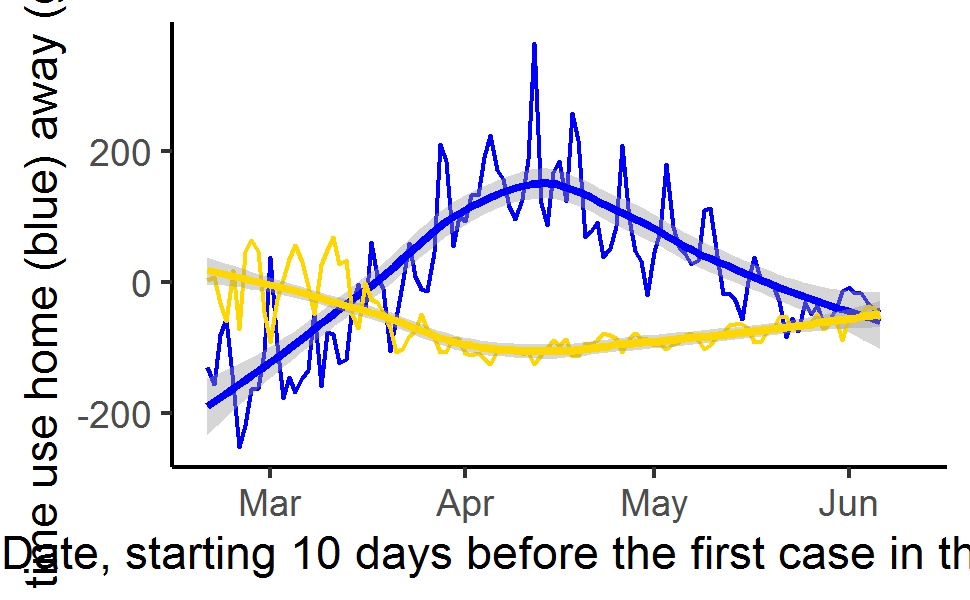 time use home (blue) away (g
200
0
-200
Mar Apr May Jun
Date, starting 10 days before the first case in th